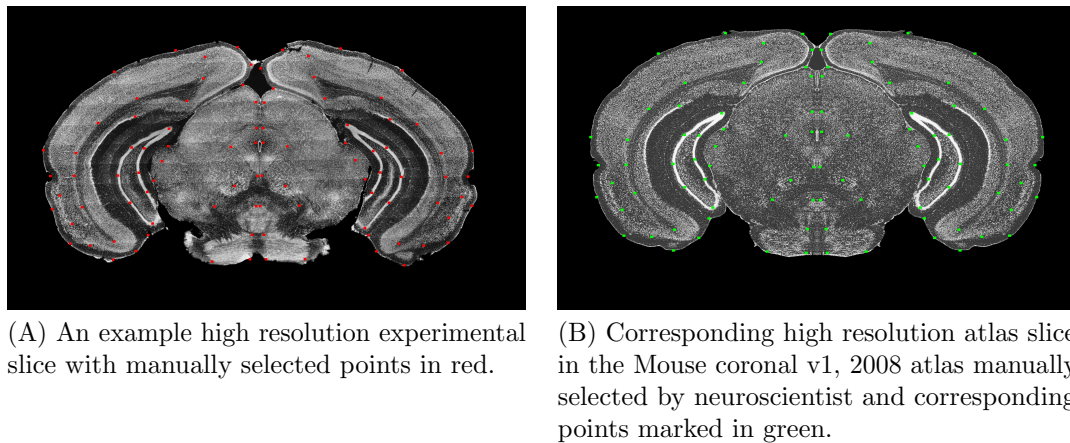 (A) An example high resolution experimental
slice with manually selected points in red.
(B) Corresponding high resolution atlas slice
in the Mouse coronal v1, 2008 atlas manually
selected by neuroscientist and corresponding
points marked in green.